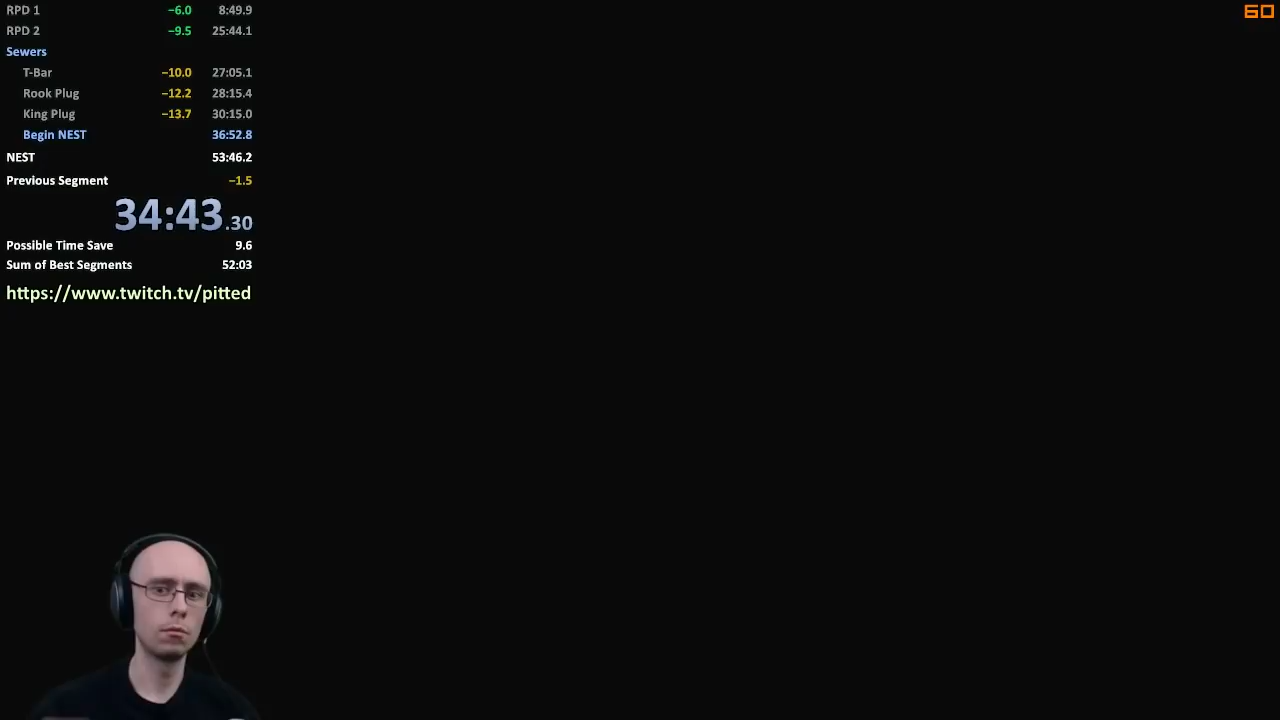 RPD 1 −6.0 8:49.9
RPD 2 −9.5 25:44.1
Sewers
T-Bar −10.0 27:05.1
Rook Plug −12.2 28:15.4
King Plug −13.7 30:15.0
Begin NEST 36:52.8
NEST 53:46.2
Previous Segment −1.5
34:43.30
Possible Time Save 9.6
Sum of Best Segments 52:03
https://www.twitch.tv/pitted
60